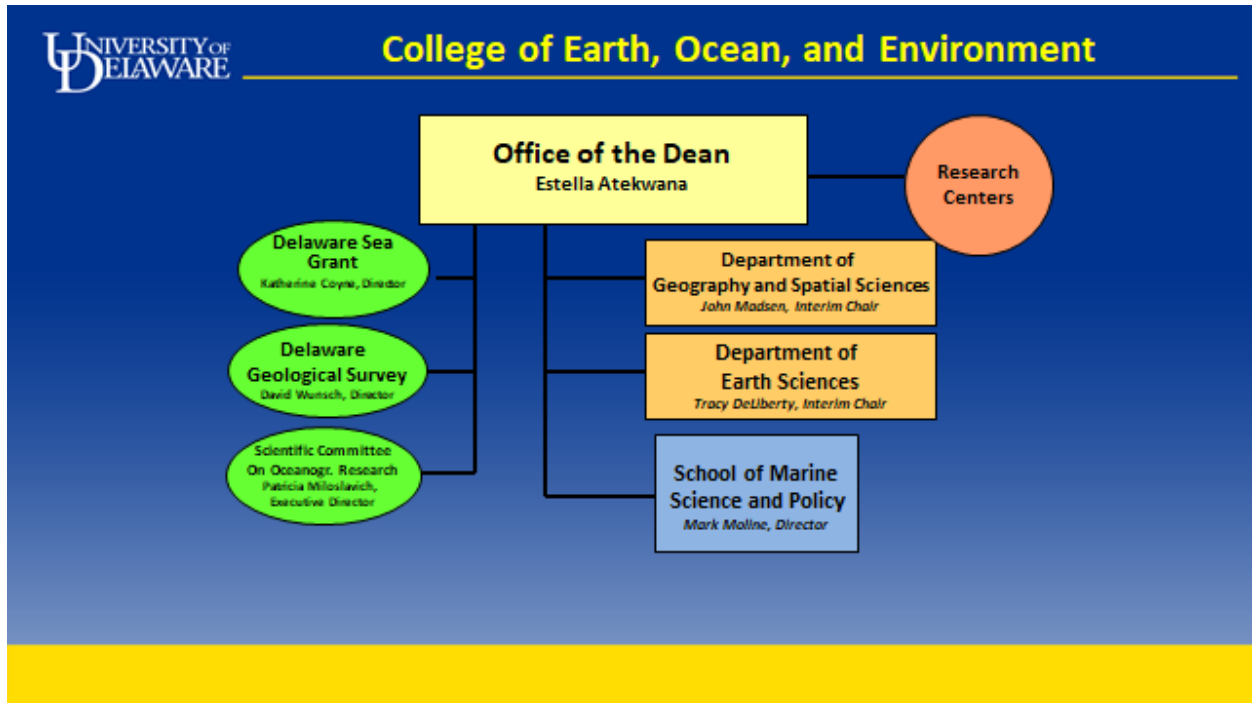 UNIVERSITY OF
DELAWARE
College of Earth, Ocean, and Environment
Office of the Dean
Estella Atekwana
Research
Centers
Delaware Sea
Grant
Katherine Coyne, Director
Delaware
Geological Survey
David Wunsch, Director
Scientific Committee
On Oceanogr. Research
Patricia Miloslavich,
Executive Director
Department of
Geography and Spatial Sciences
John Madsen, Interim Chair
Department of
Earth Sciences
Tracy DeLiberty, Interim Chair
School of Marine
Science and Policy
Mark Moline, Director